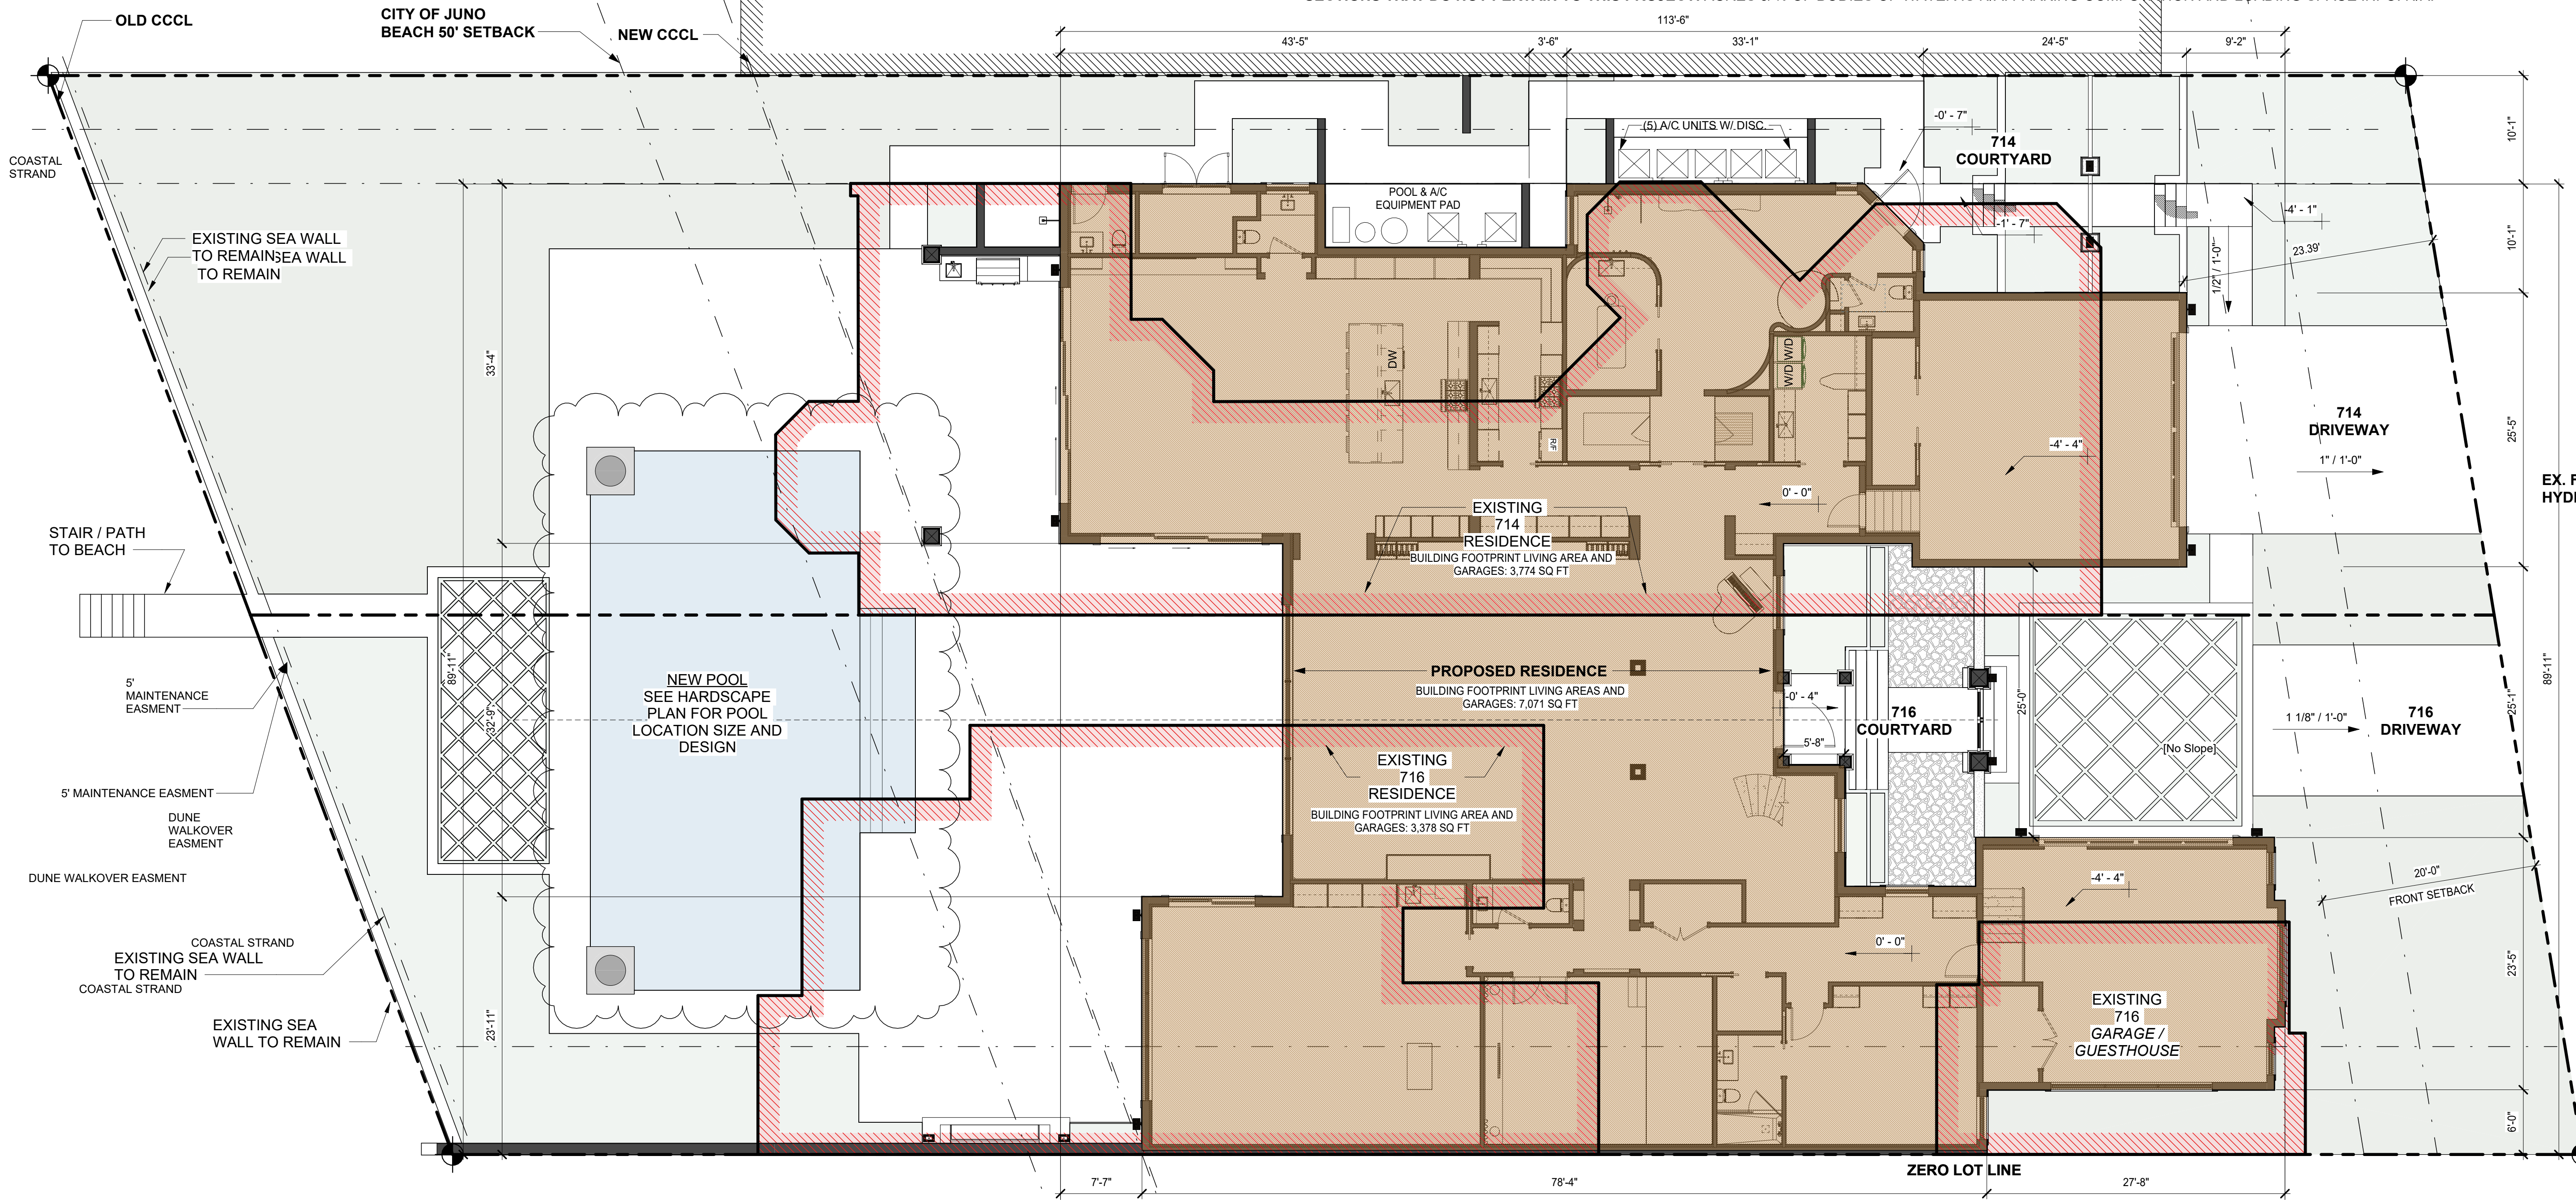 OLD CCCL
CITY OF JUNO
BEACH 50' SETBACK
NEW CCCL
113'-6"
43'-5"
3'-6"
33'-1"
24'-5"
9'-2"
COASTAL
STRAND
(5) A/C UNITS W/ DISC.
-0' - 7"
714
COURTYARD
10'-1"
POOL & A/C
EQUIPMENT PAD
-1' - 7"
-4' - 1"
10'-1"
EXISTING SEA WALL
TO REMAIN
SEA WALL
TO REMAIN
23.39'
1/2" / 1'-0"
33'-4"
DW
W/D
W/D
R/F
714
DRIVEWAY
1" / 1'-0"
25'-5"
-4' - 4"
0' - 0"
EX. F
HYD
STAIR / PATH
TO BEACH
EXISTING
714
RESIDENCE
BUILDING FOOTPRINT LIVING AREA AND
GARAGES: 3,774 SQ FT
89'-11"
32'-9"
5'
MAINTENANCE
EASMENT
NEW POOL
SEE HARDSCAPE
PLAN FOR POOL
LOCATION SIZE AND
DESIGN
PROPOSED RESIDENCE
BUILDING FOOTPRINT LIVING AREAS AND
GARAGES: 7,071 SQ FT
-0' - 4"
5'-8"
716
COURTYARD
25'-0"
[No Slope]
1 1/8" / 1'-0"
716
DRIVEWAY
25'-1"
89'-11"
EXISTING
716
RESIDENCE
BUILDING FOOTPRINT LIVING AREA AND
GARAGES: 3,378 SQ FT
5' MAINTENANCE EASMENT
DUNE
WALKOVER
EASMENT
DUNE WALKOVER EASMENT
-4' - 4"
20'-0"
FRONT SETBACK
COASTAL STRAND
EXISTING SEA WALL
TO REMAIN
COASTAL STRAND
0' - 0"
23'-5"
23'-11"
EXISTING SEA
WALL TO REMAIN
EXISTING
716
GARAGE /
GUESTHOUSE
6'-0"
ZERO LOT LINE
7'-7"
78'-4"
27'-8"